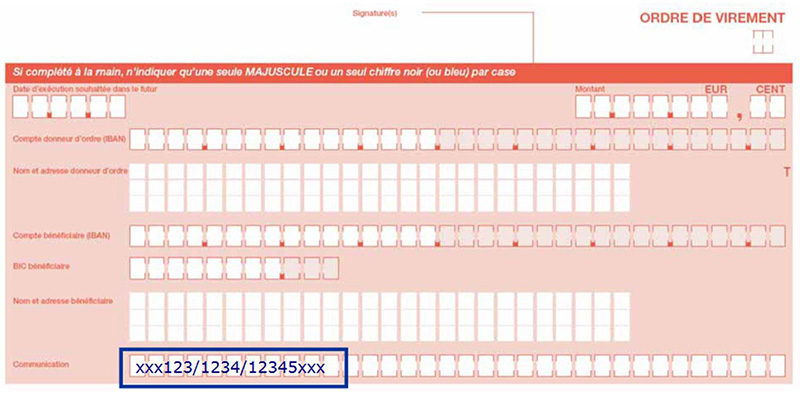 Signature(s)
ORDRE DE VIREMENT
Si complété à la main, n'indiquer qu'une seule MAJUSCULE ou un seul chiffre noir (ou bleu) par case
Date d'exécution souhaitée dans le futur
Montant
EUR
CENT
,
Compte donneur d'ordre (IBAN)
Nom et adresse donneur d'ordre
T
Compte bénéficiaire (IBAN)
BIC bénéficiaire
Nom et adresse bénéficiaire
Communication
xxx123/1234/12345xxx